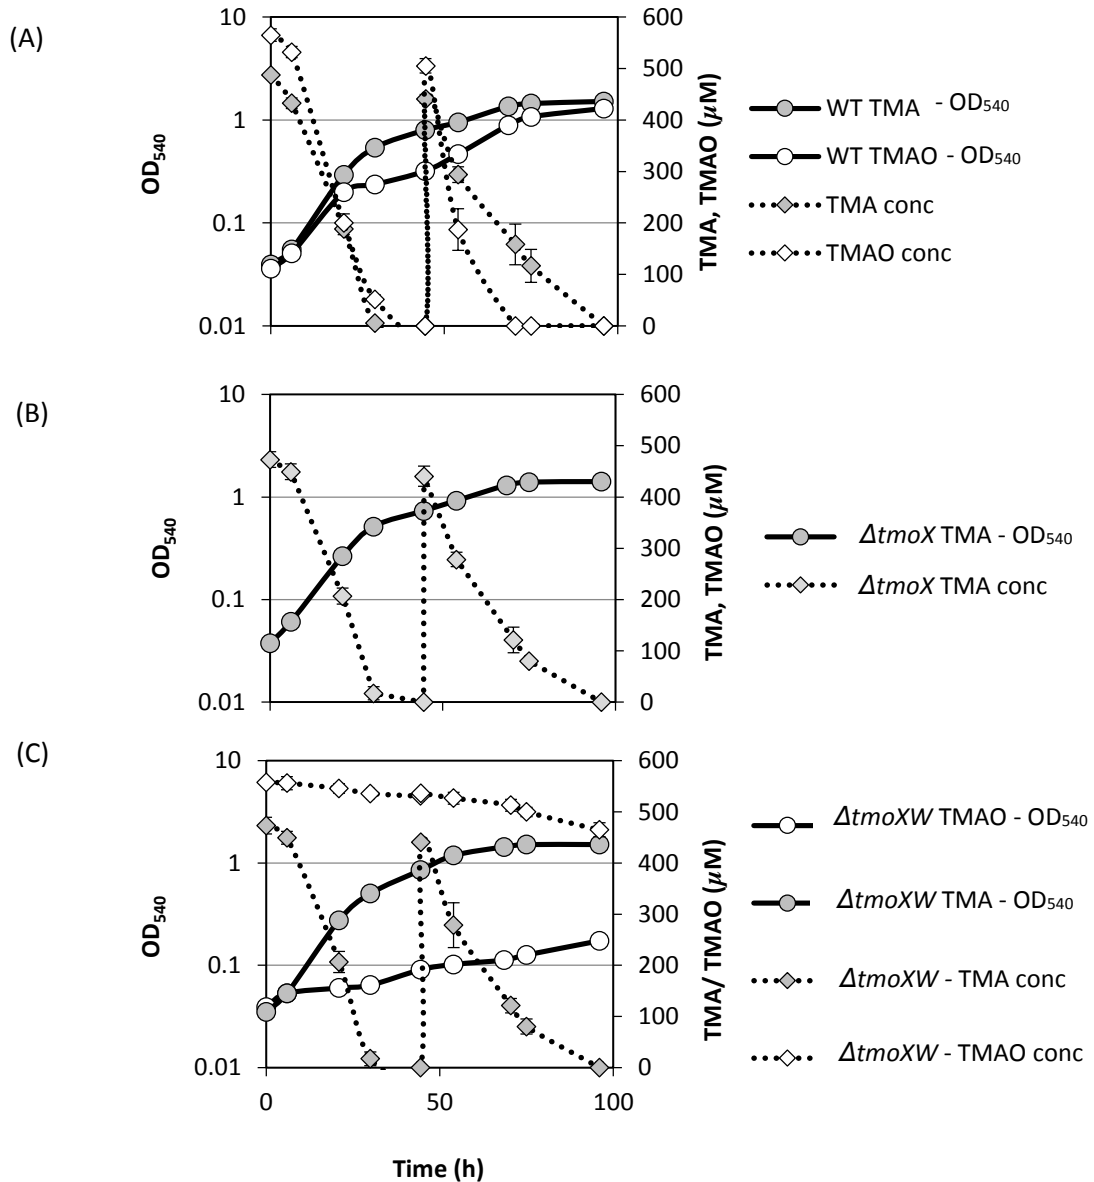 (A)
10
1
0.1
0.01
OD540
600
500
400
300
200
100
0
TMA, TMAO (µM)
WT TMA - OD540
WT TMAO - OD540
TMA conc
TMAO conc
(B)
10
1
0.1
0.01
OD540
600
500
400
300
200
100
0
TMA, TMAO (µM)
ΔtmoX TMA - OD540
ΔtmoX TMA conc
(C)
10
1
0.1
0.01
OD540
600
500
400
300
200
100
0
TMA/ TMAO (µM)
ΔtmoXW TMAO - OD540
ΔtmoXW TMA - OD540
ΔtmoXW - TMA conc
ΔtmoXW - TMAO conc
0 50 100
Time (h)